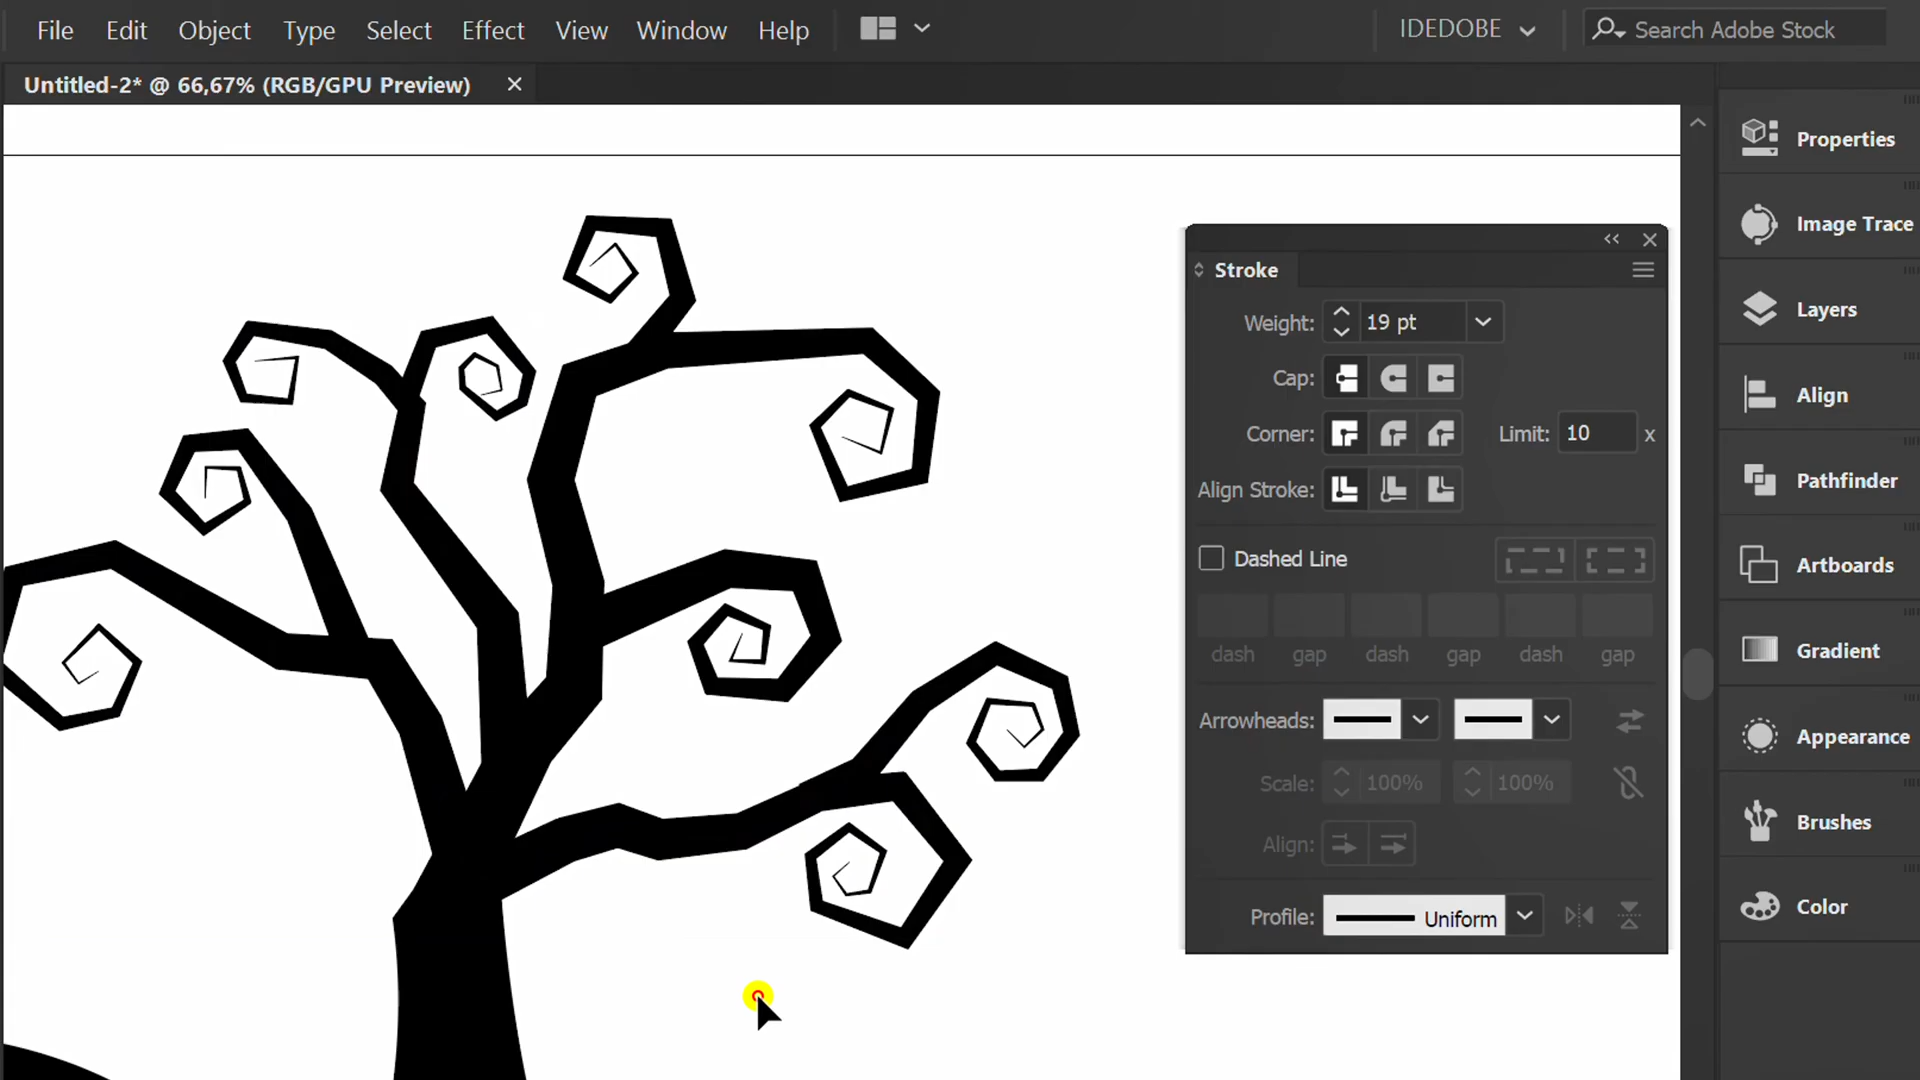 File Edit Object Type Select Effect View Window Help IDEDOBE Search Adobe Stock
Untitled-2* @ 66,67% (RGB/GPU Preview)
Properties
Image Trace
Layers
Align
Pathfinder
Artboards
Gradient
Appearance
Brushes
Color
Stroke
Weight: 19 pt
Cap:
Corner: Limit: 10 x
Align Stroke:
Dashed Line
dash gap dash gap dash gap
Arrowheads:
Scale: 100% 100%
Align:
Profile: Uniform